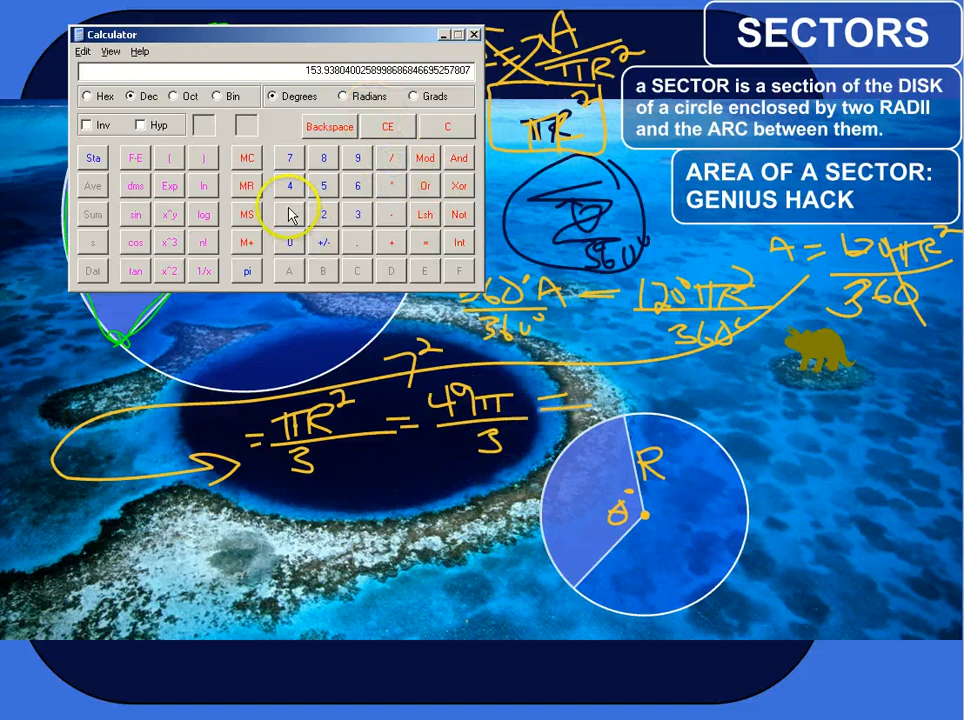 Calculator
Edit View Help
153.9380400258998686846695257807
Hex Dec Oct Bin Degrees Radians Grads
Inv Hyp Backspace CE C
Sta F-E ( ) MC 7 8 9 / Mod And
Ave dms Exp ln MR 4 5 6 * Or Xor
Sum sin x^y log MS 2 3 - Lsh Not
s cos x^3 n! M+ 0 +/- . + = Int
Dat tan x^2 1/x pi A B C D E F
SECTORS
a SECTOR is a section of the DISK
of a circle enclosed by two RADII
and the ARC between them.
AREA OF A SECTOR:
GENIUS HACK
A
πR²
πR²
360°
360°A = 120°πR²
360° 360°
A = πR²
360
7²
= πR² = 49π =
3 3
R
θ°